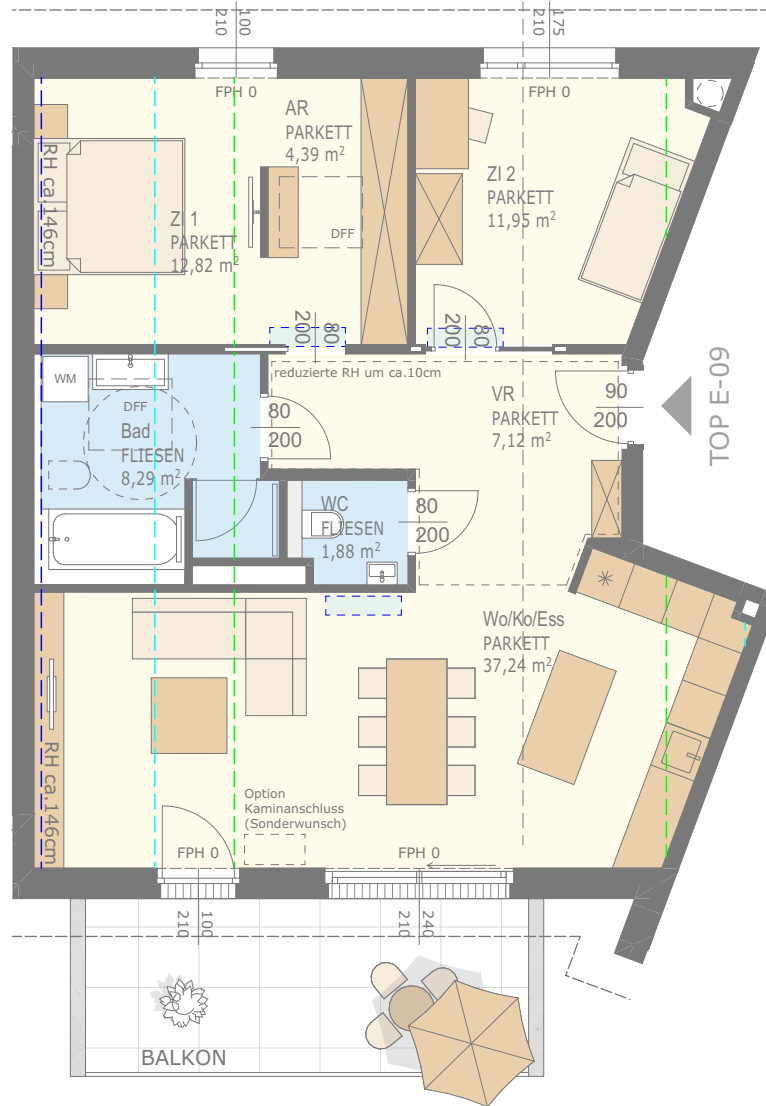 100
210
175
210
FPH 0
FPH 0
AR
PARKETT
4,39 m²
RH ca.146cm
ZI 1
PARKETT
12,82 m²
DFF
ZI 2
PARKETT
11,95 m²
80
200
80
200
reduzierte RH um ca.10cm
WM
DFF
Bad
FLIESEN
8,29 m²
80
200
VR
PARKETT
7,12 m²
90
200
TOP E-09
WC
FLIESEN
1,88 m²
80
200
Wo/Ko/Ess
PARKETT
37,24 m²
RH ca.146cm
Option
Kaminanschluss
(Sonderwunsch)
FPH 0
FPH 0
100
210
240
210
BALKON